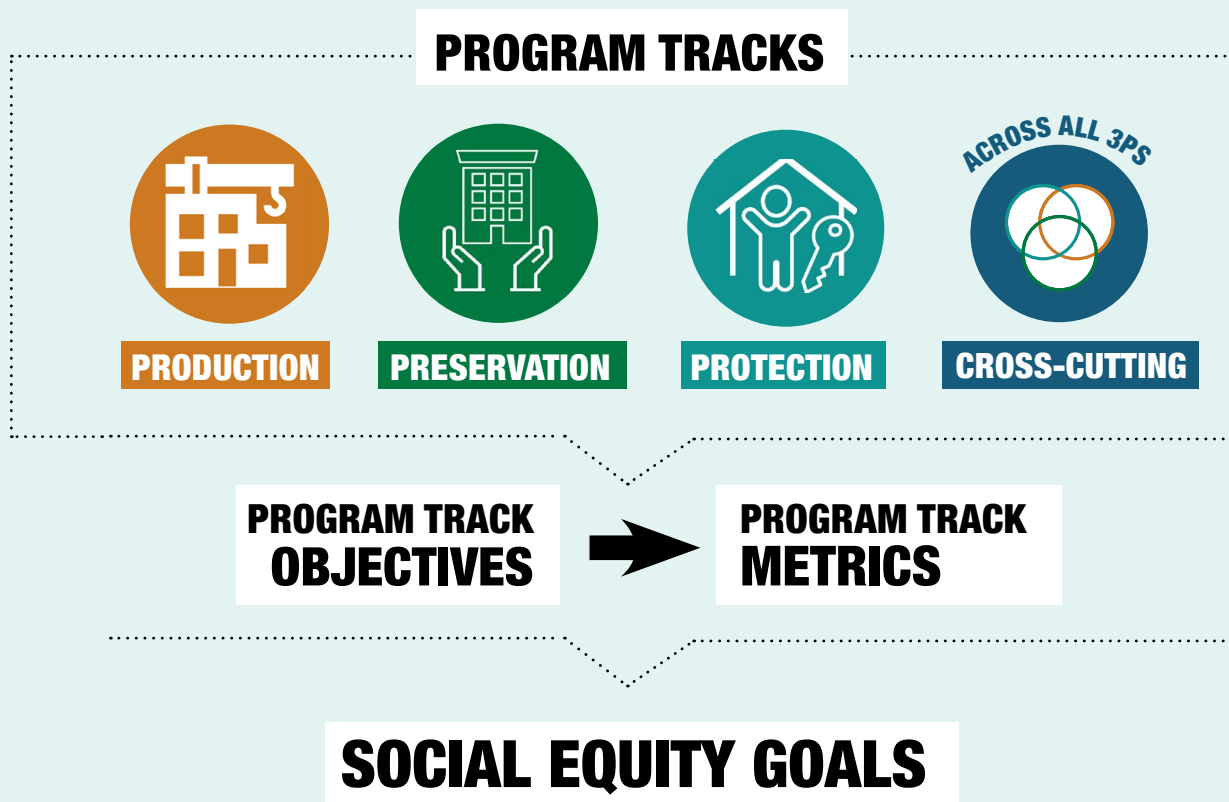 PROGRAM TRACKS
ACROSS ALL 3PS
PRODUCTION
PRESERVATION
PROTECTION
CROSS-CUTTING
PROGRAM TRACK
OBJECTIVES
PROGRAM TRACK
METRICS
SOCIAL EQUITY GOALS